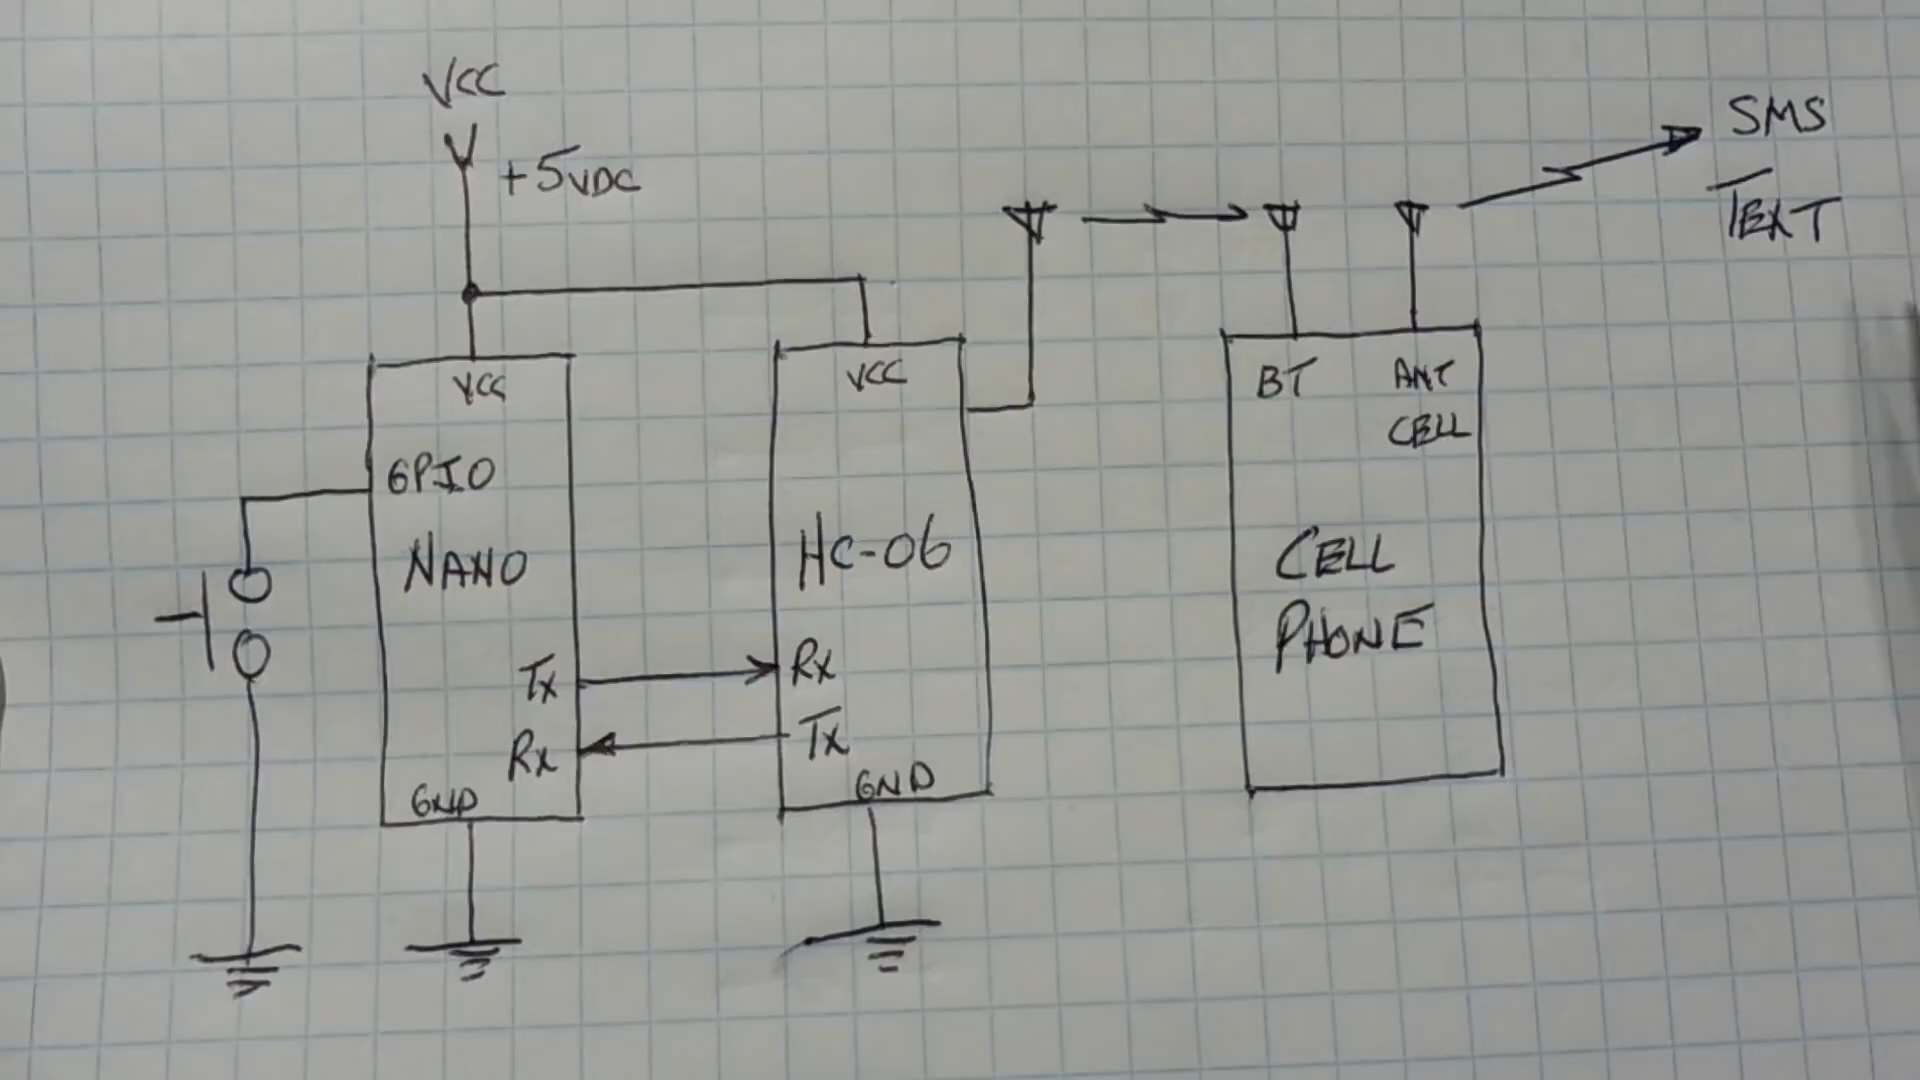 VCC
+5VDC
SMS
TEXT
VCC
VCC
BT
ANT
CELL
GPIO
NANO
HC-06
CELL
PHONE
Tx
Rx
Rx
Tx
GND
GND